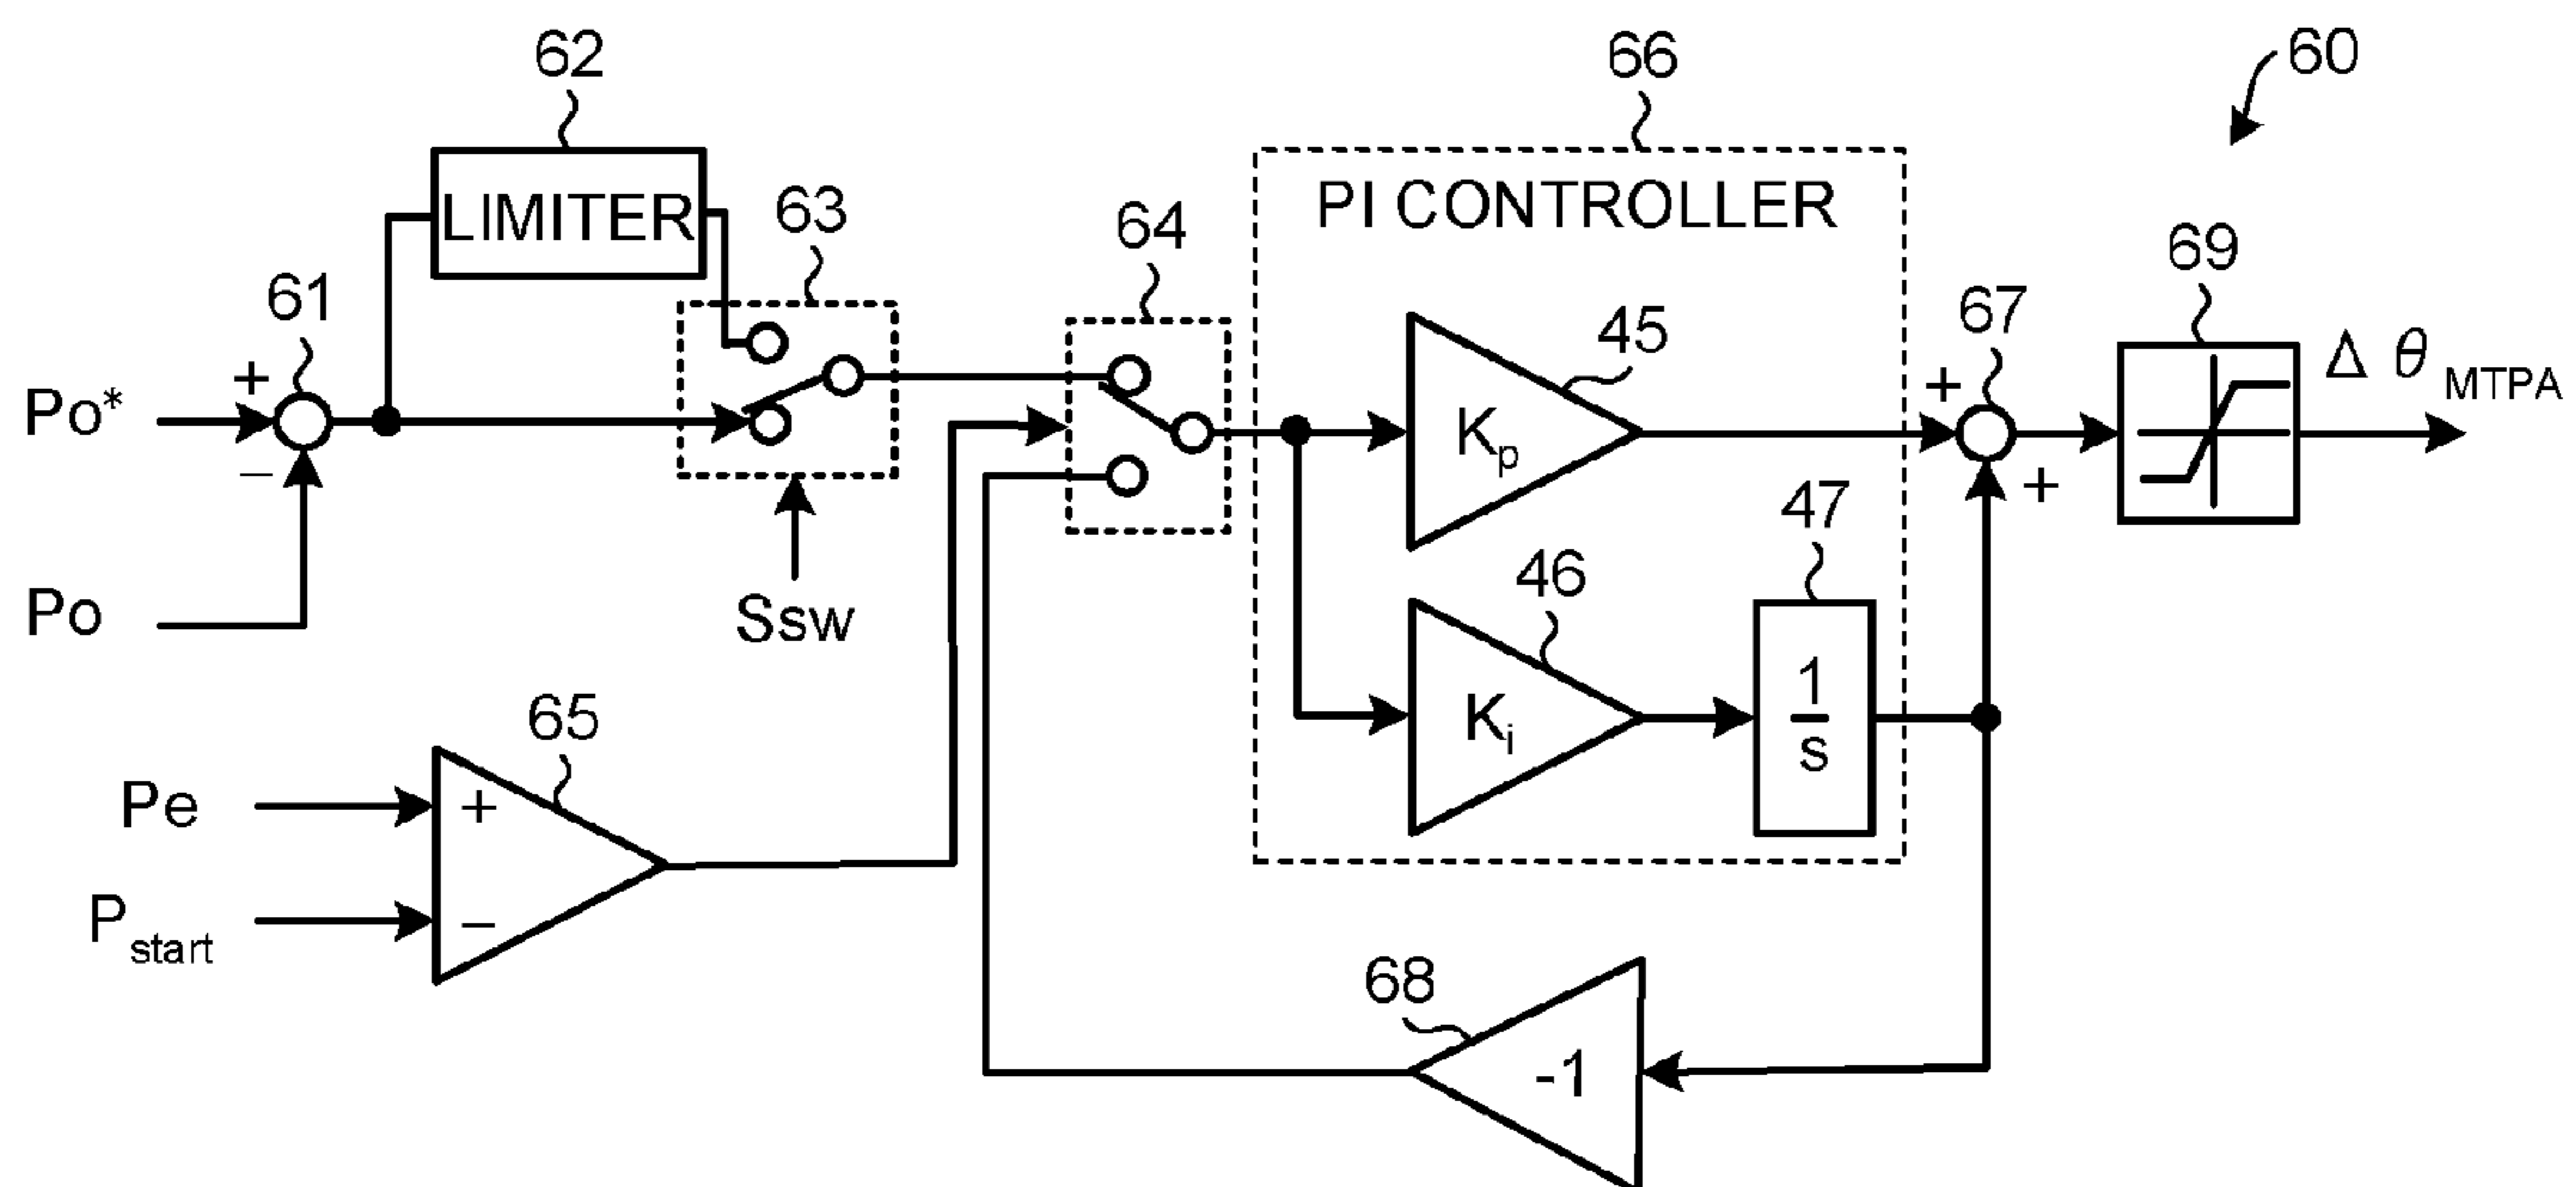 60
62
66
LIMITER
PI CONTROLLER
63
64
69
61
45
67
Po*
+
−
Kp
+
+
Δ θ MTPA
47
Po
Ssw
46
Ki
1
s
65
Pe
+
Pstart
−
68
-1